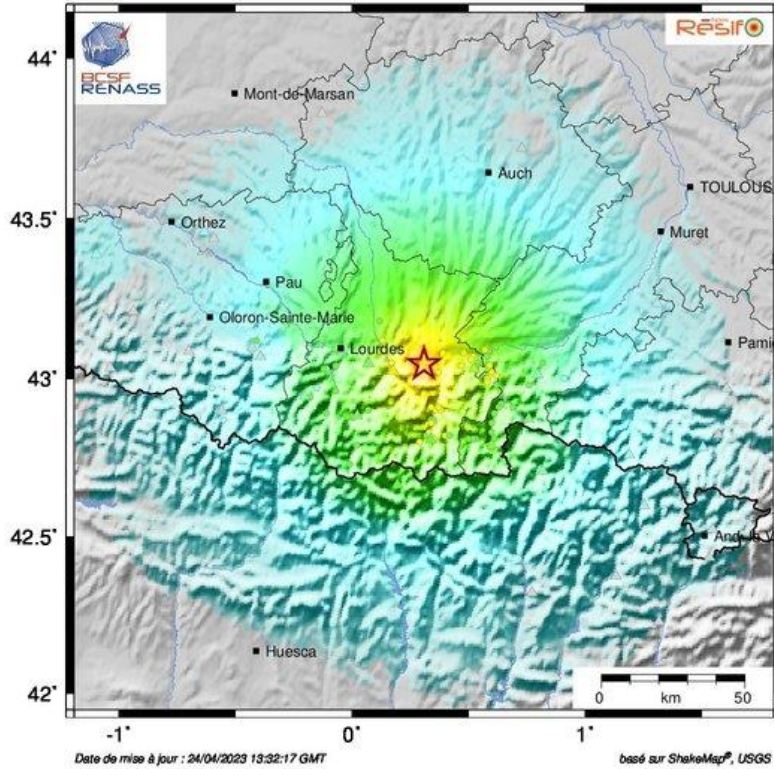 BCSF
RENASS
Résif
44°
Mont-de-Marsan
Auch
TOULOUS
43.5°
Orthez
Muret
Pau
Oloron-Sainte-Marie
Lourdes
Pami
43°
42.5°
Huesca
0 50
km
42°
-1° 0° 1°
Date de mise à jour : 24/04/2023 13:32:17 GMT
basé sur ShakeMap®, USGS